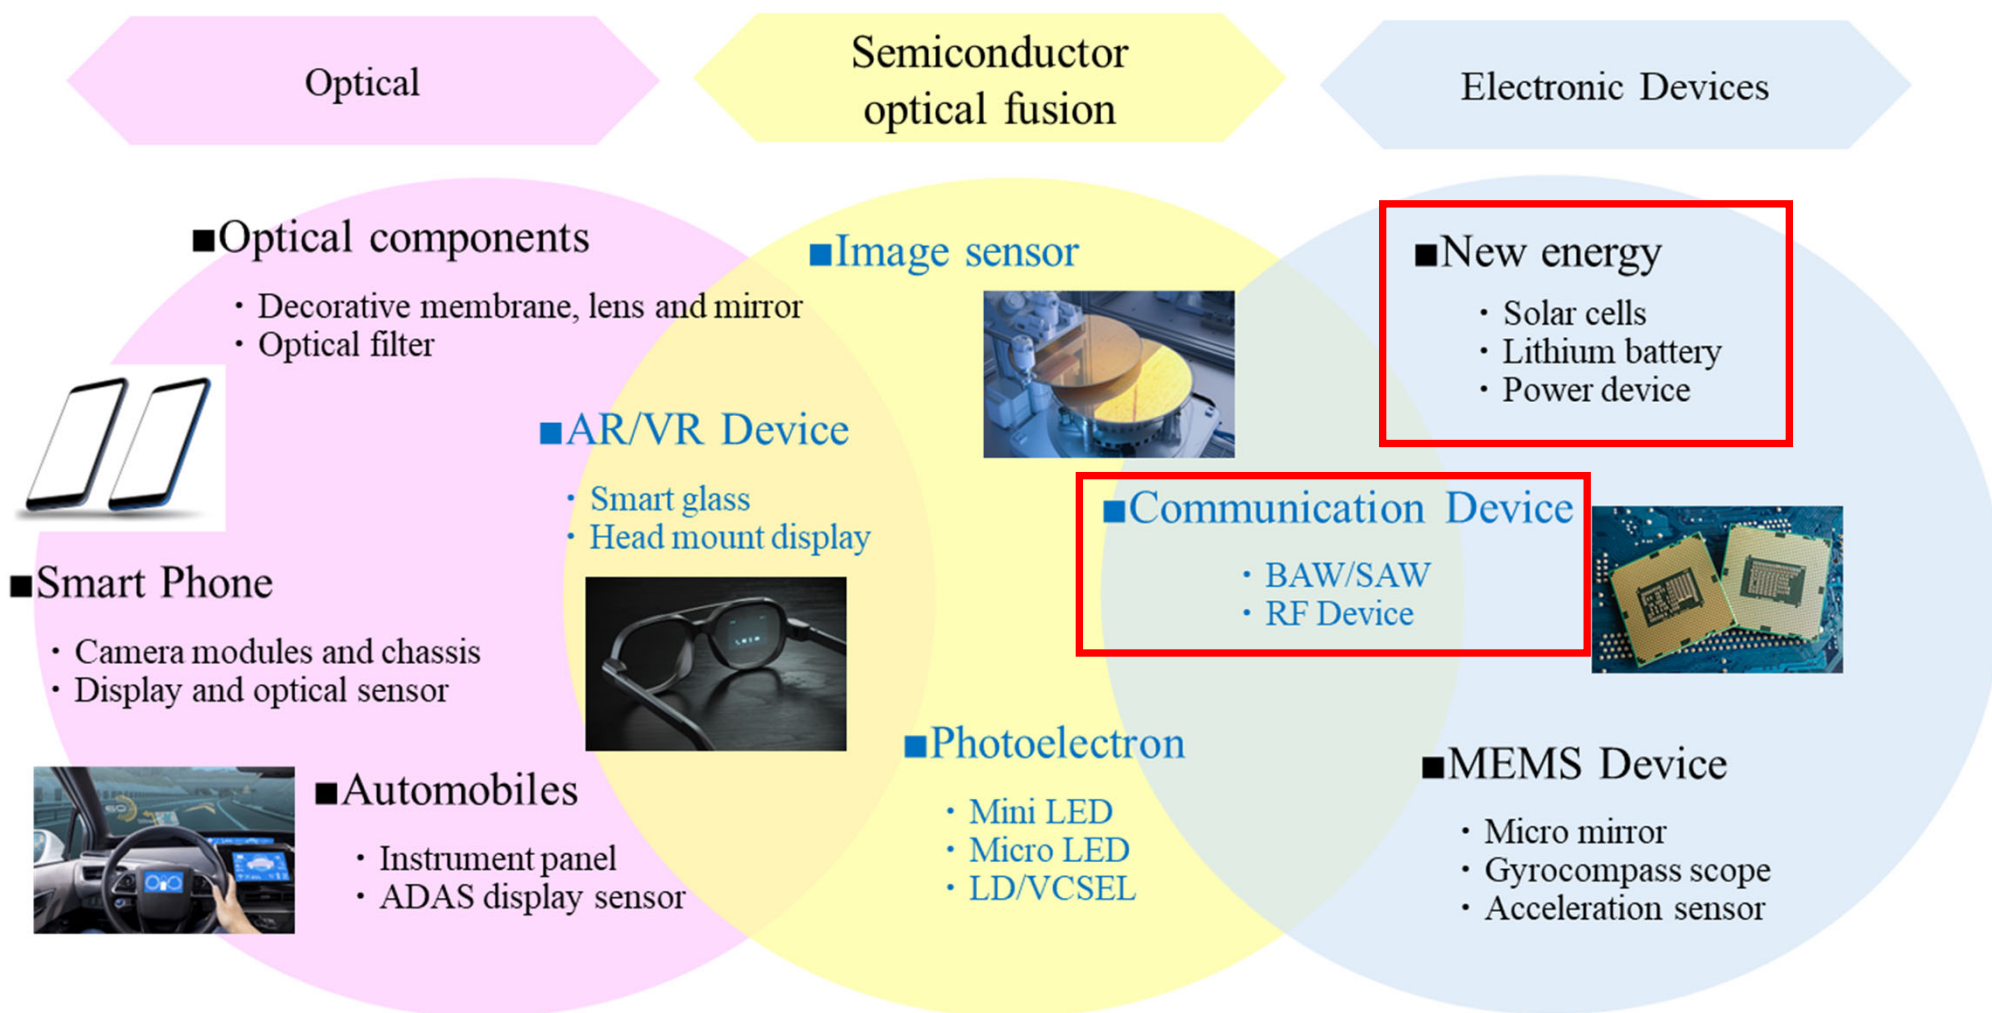 Optical
Semiconductor
optical fusion
Electronic Devices
■Optical components
・Decorative membrane, lens and mirror
・Optical filter
■Smart Phone
・Camera modules and chassis
・Display and optical sensor
■Automobiles
・Instrument panel
・ADAS display sensor
■AR/VR Device
・Smart glass
・Head mount display
■Image sensor
■Photoelectron
・Mini LED
・Micro LED
・LD/VCSEL
■Communication Device
・BAW/SAW
・RF Device
■New energy
・Solar cells
・Lithium battery
・Power device
■MEMS Device
・Micro mirror
・Gyrocompass scope
・Acceleration sensor